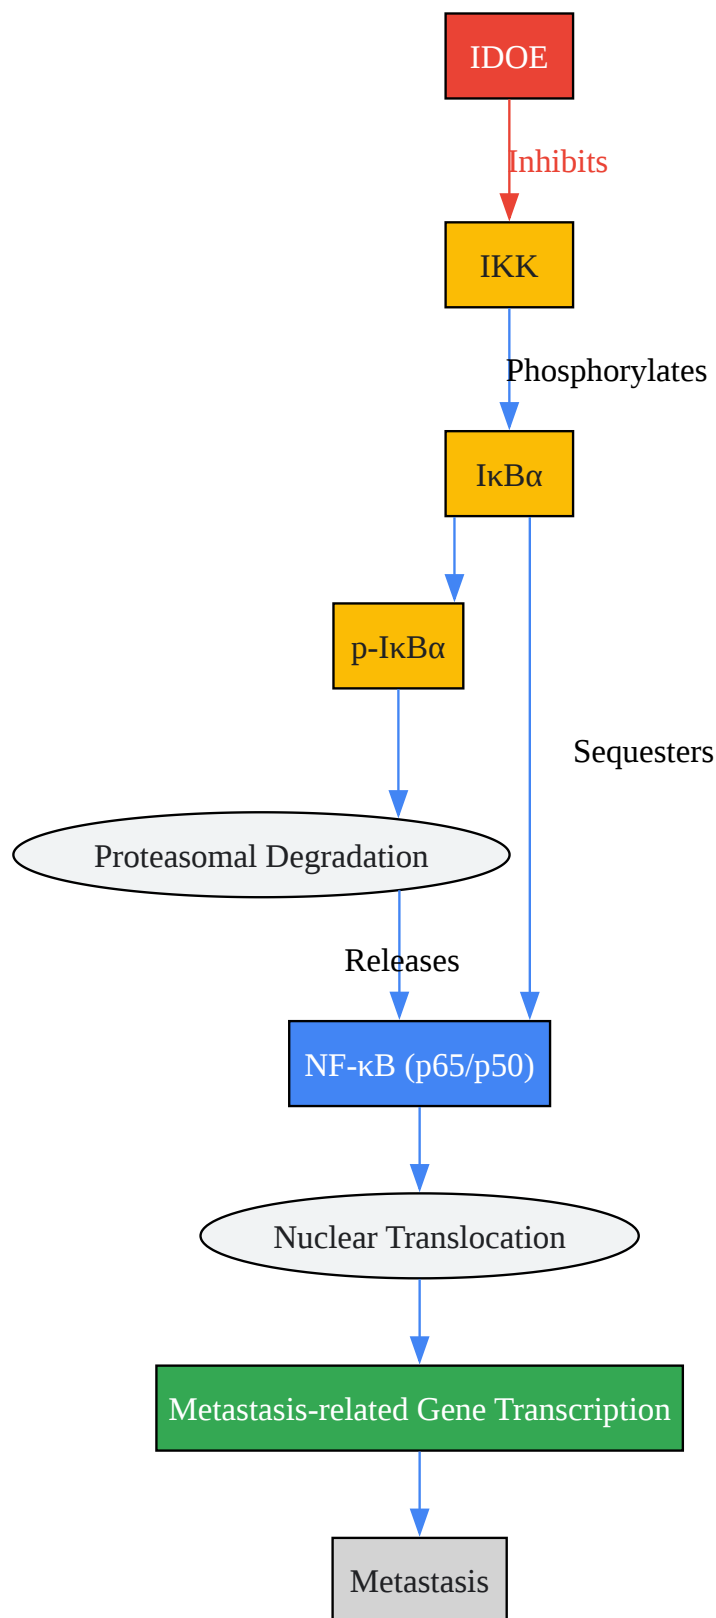 IDOE
Inhibits
IKK
Phosphorylates
IκBα
p-IκBα
Sequesters
Proteasomal Degradation
Releases
NF-κB (p65/p50)
Nuclear Translocation
Metastasis-related Gene Transcription
Metastasis